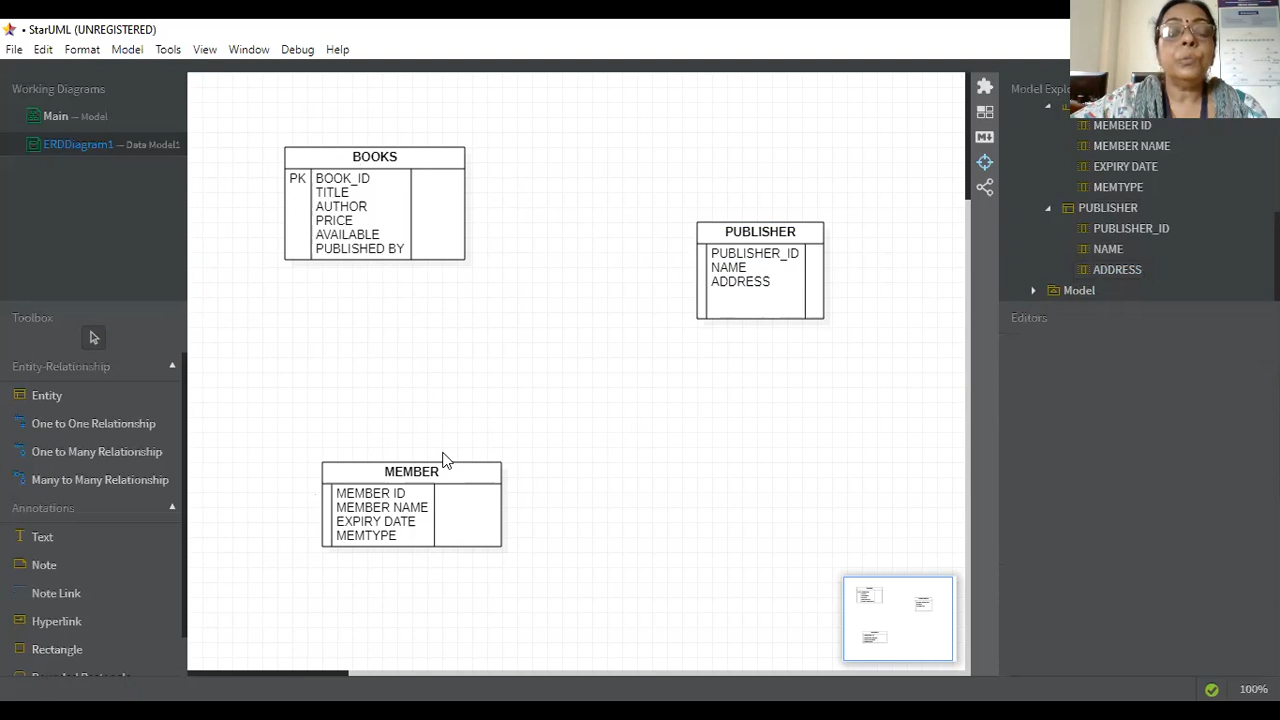 • StarUML (UNREGISTERED)
File Edit Format Model Tools View Window Debug Help
Working Diagrams
Main — Model
ERDDiagram1 — Data Model1
Toolbox
Entity-Relationship
Entity
One to One Relationship
One to Many Relationship
Many to Many Relationship
Annotations
Text
Note
Note Link
Hyperlink
Rectangle
BOOKS
PK BOOK_ID
TITLE
AUTHOR
PRICE
AVAILABLE
PUBLISHED BY
PUBLISHER
PUBLISHER_ID
NAME
ADDRESS
MEMBER
MEMBER ID
MEMBER NAME
EXPIRY DATE
MEMTYPE
Model
MEMBER ID
MEMBER NAME
EXPIRY DATE
MEMTYPE
PUBLISHER
PUBLISHER_ID
NAME
ADDRESS
Model
Editors
100%